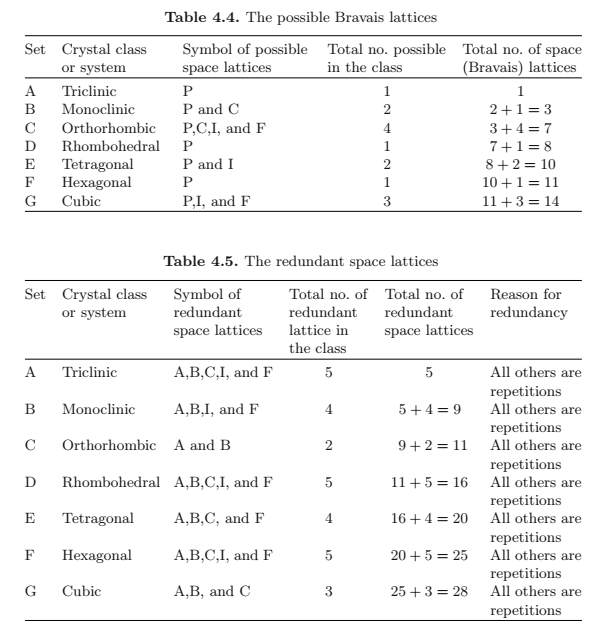 Table 4.4. The possible Bravais lattices
Set Crystal class Symbol of possible Total no. possible Total no. of space
or system space lattices in the class (Bravais) lattices
A Triclinic P 1 1
B Monoclinic P and C 2 2 + 1 = 3
C Orthorhombic P,C,I, and F 4 3 + 4 = 7
D Rhombohedral P 1 7 + 1 = 8
E Tetragonal P and I 2 8 + 2 = 10
F Hexagonal P 1 10 + 1 = 11
G Cubic P,I, and F 3 11 + 3 = 14
Table 4.5. The redundant space lattices
Set Crystal class Symbol of Total no. of Total no. of Reason for
or system redundant redundant redundant redundancy
space lattices lattice in space lattices
the class
A Triclinic A,B,C,I, and F 5 5 All others are
repetitions
B Monoclinic A,B,I, and F 4 5 + 4 = 9 All others are
repetitions
C Orthorhombic A and B 2 9 + 2 = 11 All others are
repetitions
D Rhombohedral A,B,C,I, and F 5 11 + 5 = 16 All others are
repetitions
E Tetragonal A,B,C, and F 4 16 + 4 = 20 All others are
repetitions
F Hexagonal A,B,C,I, and F 5 20 + 5 = 25 All others are
repetitions
G Cubic A,B, and C 3 25 + 3 = 28 All others are
repetitions